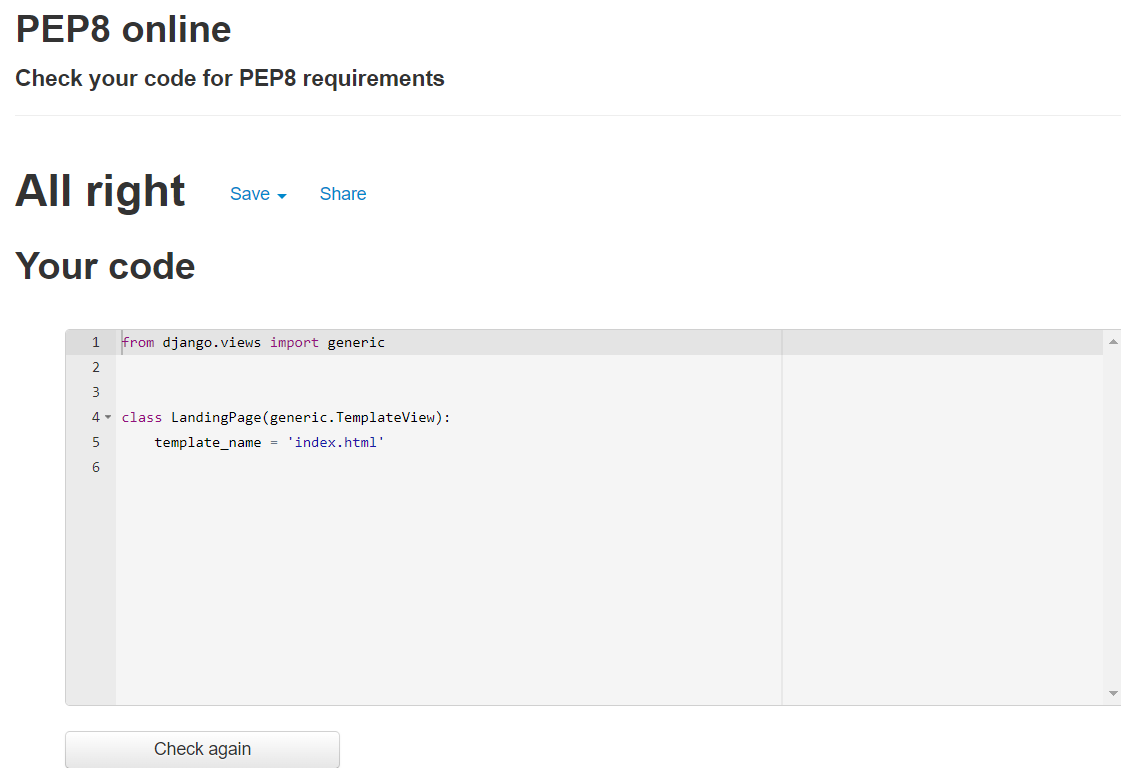 PEP8 online
Check your code for PEP8 requirements
All right Save Share
Your code
1 from django.views import generic
2
3
4 class LandingPage(generic.TemplateView):
5     template_name = 'index.html'
6
Check again